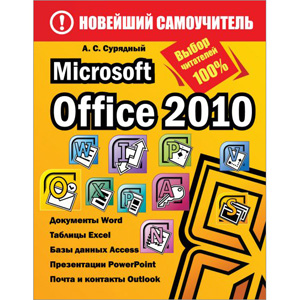 НОВЕЙШИЙ САМОУЧИТЕЛЬ
А. С. Сурядный
Выбор
читателей
100%
Microsoft
Office 2010
W I P V
O X P A S
N
Документы Word
Таблицы Excel
Базы данных Access
Презентации PowerPoint
Почта и контакты Outlook